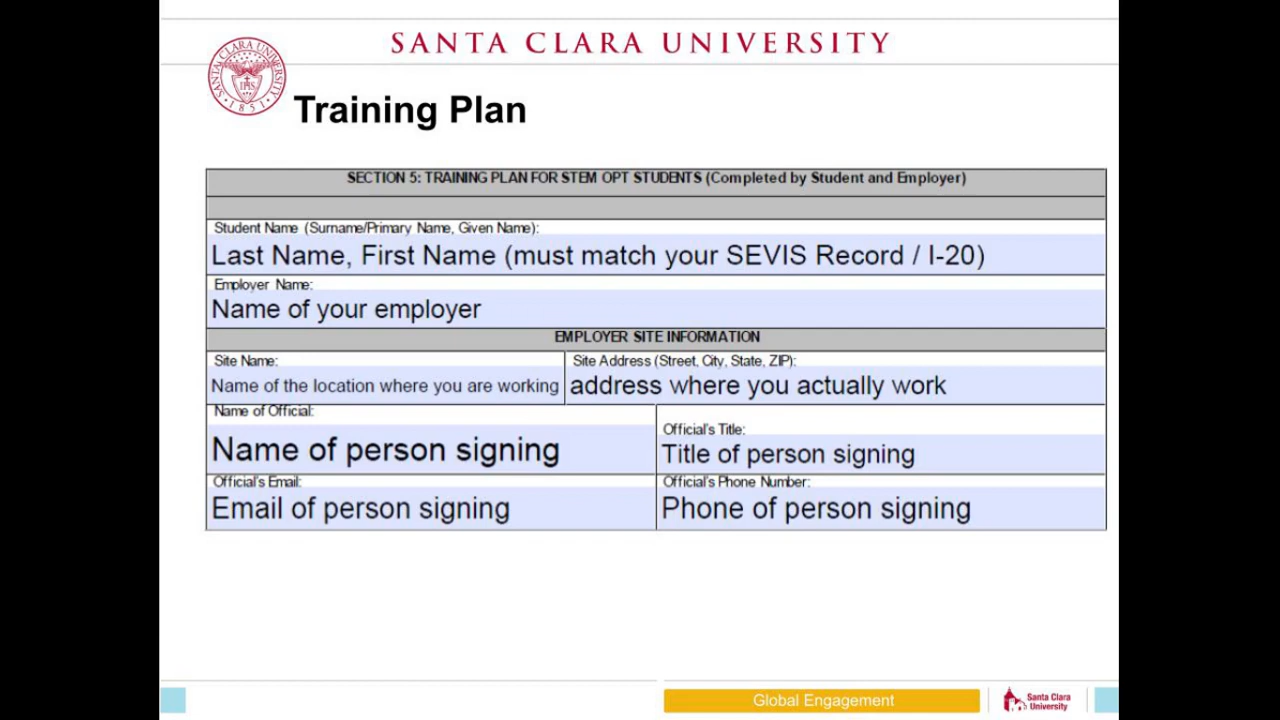 SANTA CLARA UNIVERSITY
SANTA CLARA UNIVERSITY
IHS
1851
Training Plan
SECTION 5: TRAINING PLAN FOR STEM OPT STUDENTS (Completed by Student and Employer)
Student Name (Surname/Primary Name, Given Name):
Last Name, First Name (must match your SEVIS Record / I-20)
Employer Name:
Name of your employer
EMPLOYER SITE INFORMATION
Site Name:
Name of the location where you are working
Site Address (Street, City, State, ZIP):
address where you actually work
Name of Official:
Name of person signing
Official's Title:
Title of person signing
Official's Email:
Email of person signing
Official's Phone Number:
Phone of person signing
Global Engagement
Santa Clara
University